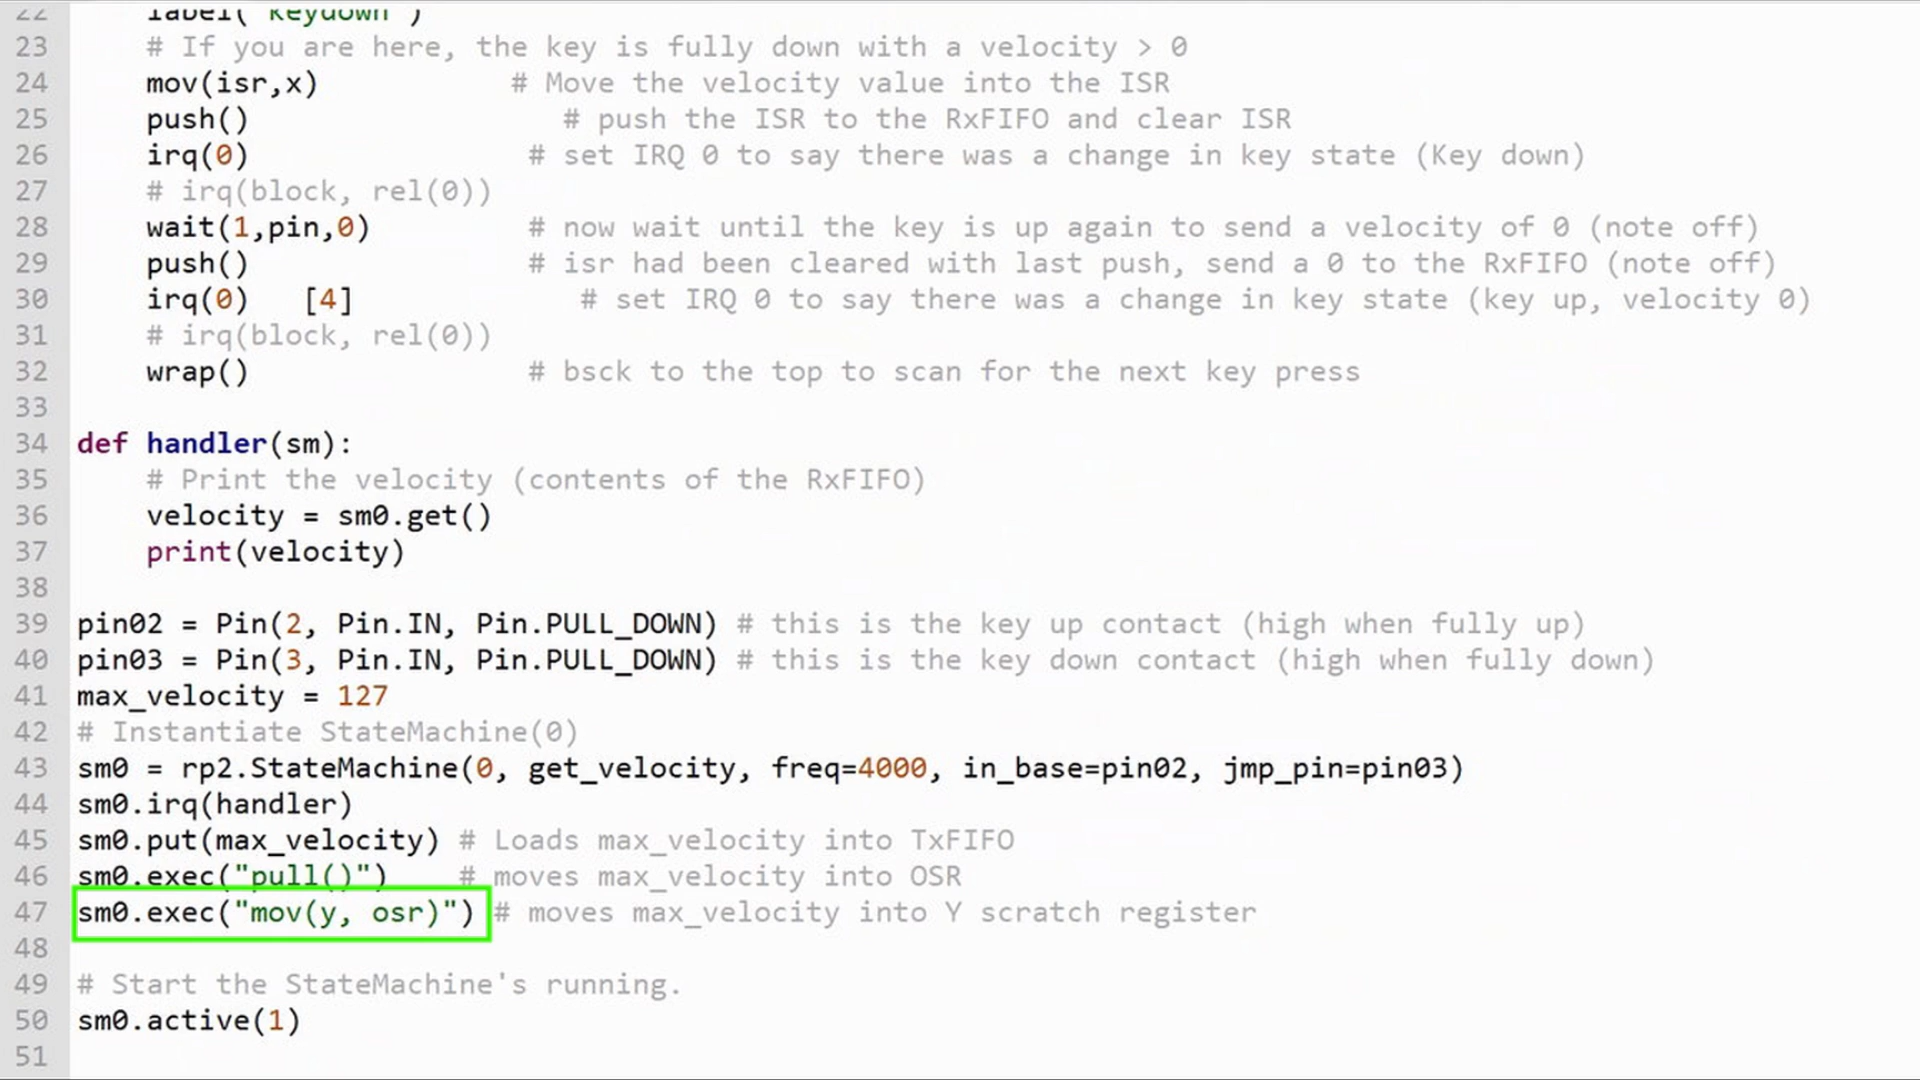 22 label("keydown")
23 # If you are here, the key is fully down with a velocity > 0
24 mov(isr,x) # Move the velocity value into the ISR
25 push() # push the ISR to the RxFIFO and clear ISR
26 irq(0) # set IRQ 0 to say there was a change in key state (Key down)
27 # irq(block, rel(0))
28 wait(1,pin,0) # now wait until the key is up again to send a velocity of 0 (note off)
29 push() # isr had been cleared with last push, send a 0 to the RxFIFO (note off)
30 irq(0) [4] # set IRQ 0 to say there was a change in key state (key up, velocity 0)
31 # irq(block, rel(0))
32 wrap() # bsck to the top to scan for the next key press
33
34 def handler(sm):
35 # Print the velocity (contents of the RxFIFO)
36 velocity = sm0.get()
37 print(velocity)
38
39 pin02 = Pin(2, Pin.IN, Pin.PULL_DOWN) # this is the key up contact (high when fully up)
40 pin03 = Pin(3, Pin.IN, Pin.PULL_DOWN) # this is the key down contact (high when fully down)
41 max_velocity = 127
42 # Instantiate StateMachine(0)
43 sm0 = rp2.StateMachine(0, get_velocity, freq=4000, in_base=pin02, jmp_pin=pin03)
44 sm0.irq(handler)
45 sm0.put(max_velocity) # Loads max_velocity into TxFIFO
46 sm0.exec("pull()") # moves max_velocity into OSR
47 sm0.exec("mov(y, osr)") # moves max_velocity into Y scratch register
48
49 # Start the StateMachine's running.
50 sm0.active(1)
51